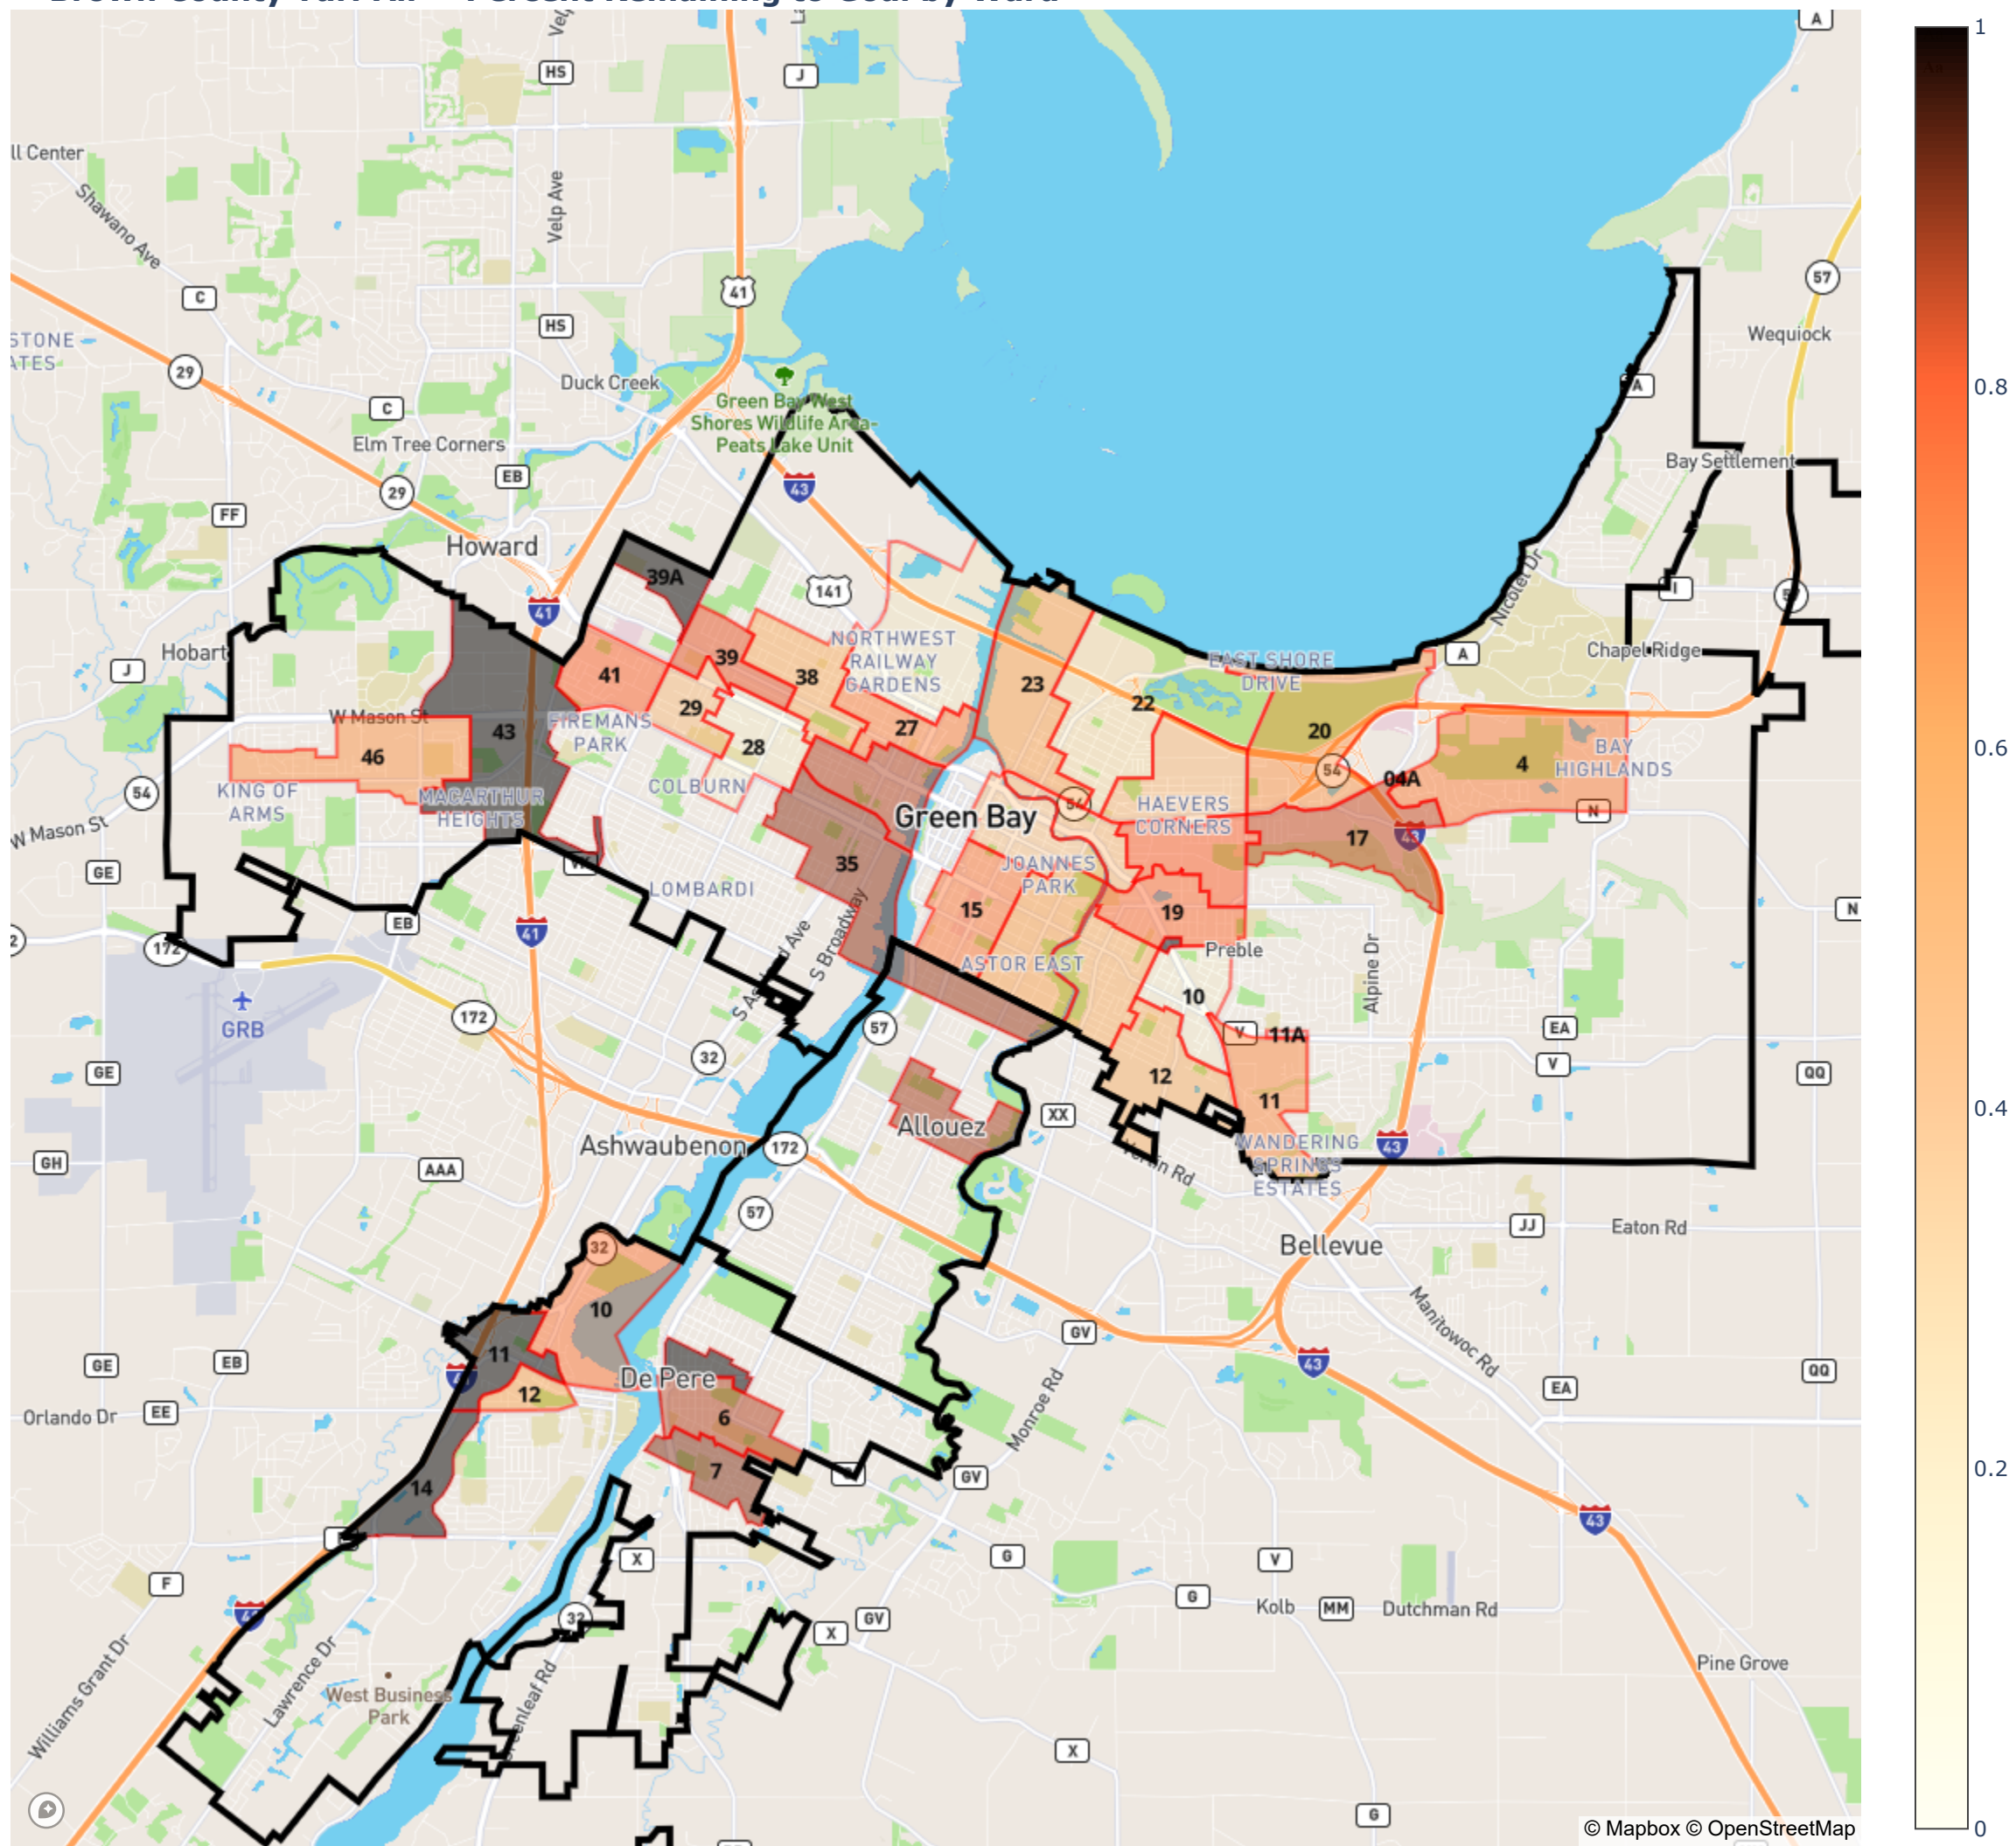 A
HS
J
1
ll Center
Shawano Ave
Velp Ave
57
C
41
HS
STONE
ATES
Wequiock
29
Duck Creek
A
0.8
C
Green Bay West
Shores Wildlife Area-
Peats Lake Unit
Elm Tree Corners
Bay Settlement
EB
29
43
FF
Howard
39A
141
I
41
Nicolet Dr
Hobart
NORTHWEST
RAILWAY
GARDENS
J
39
41
38
23
EAST SHORE
DRIVE
A
Chapel Ridge
W Mason St
29
22
43
FIREMANS
PARK
27
20
0.6
46
28
BAY
HIGHLANDS
4
54
04A
KING OF
ARMS
MACARTHUR
HEIGHTS
COLBURN
54
Green Bay
HAEVERS
CORNERS
N
W Mason St
17
43
GE
35
JOANNES
PARK
LOMBARDI
15
19
N
EB
41
172
S Broadway
ASTOR EAST
Preble
GRB
10
Alpine Dr
172
57
V
11A
EA
V
32
GE
12
QQ
11
XX
0.4
Allouez
Ashwaubenon
172
WANDERING
SPRINGS
ESTATES
43
GH
AAA
57
JJ
Eaton Rd
32
Bellevue
10
Manitowoc Rd
GV
11
GE
EB
43
QQ
De Pere
12
EA
Orlando Dr
EE
6
Monroe Rd
7
GV
0.2
14
43
X
G
V
F
G
Kolb
MM
Dutchman Rd
32
GV
X
Williams Grant Dr
Lawrence Dr
Pine Grove
West Business
Park
Greenleaf Rd
X
G
© Mapbox © OpenStreetMap
0